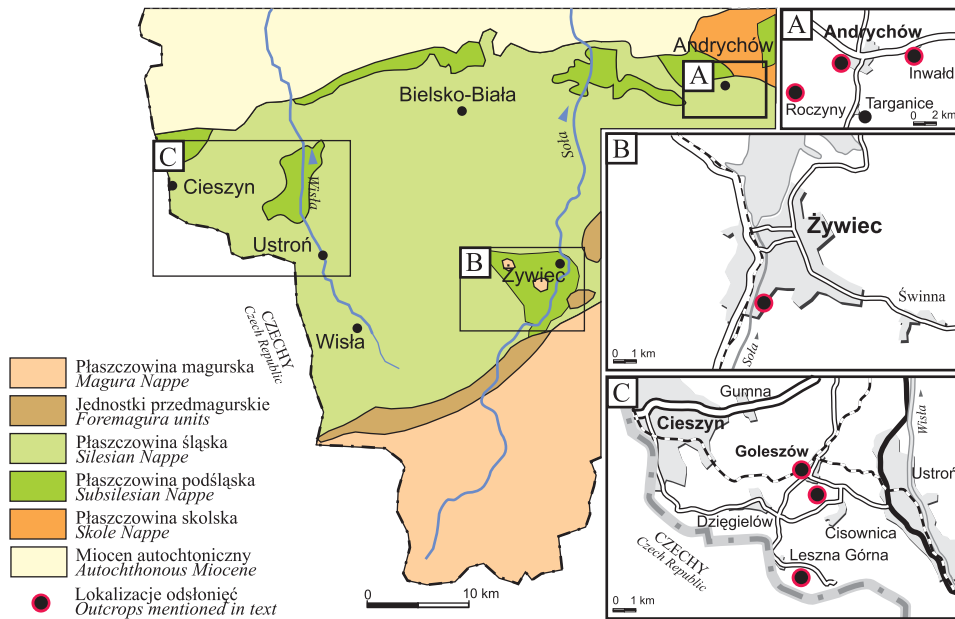 Andrychów
A
Bielsko-Biała
Soła
C
Cieszyn
Wisła
Ustroń
B
Żywiec
Wisła
CZECHY
Czech Republic
Płaszczowina magurska
Magura Nappe
Jednostki przedmagurskie
Foremagura units
Płaszczowina śląska
Silesian Nappe
Płaszczowina podśląska
Subsilesian Nappe
Płaszczowina skolska
Skole Nappe
Miocen autochtoniczny
Autochthonous Miocene
Lokalizacje odsłonięć
Outcrops mentioned in text
0 10 km
A
Andrychów
Inwałd
Roczyny
Targanice
0 2 km
B
Żywiec
Świnna
Soła
0 1 km
C
Gumna
Cieszyn
Wisła
Goleszów
Ustroń
Dzięgielów
Čisownica
Leszna Górna
CZECHY
Czech Republic
0 1 km